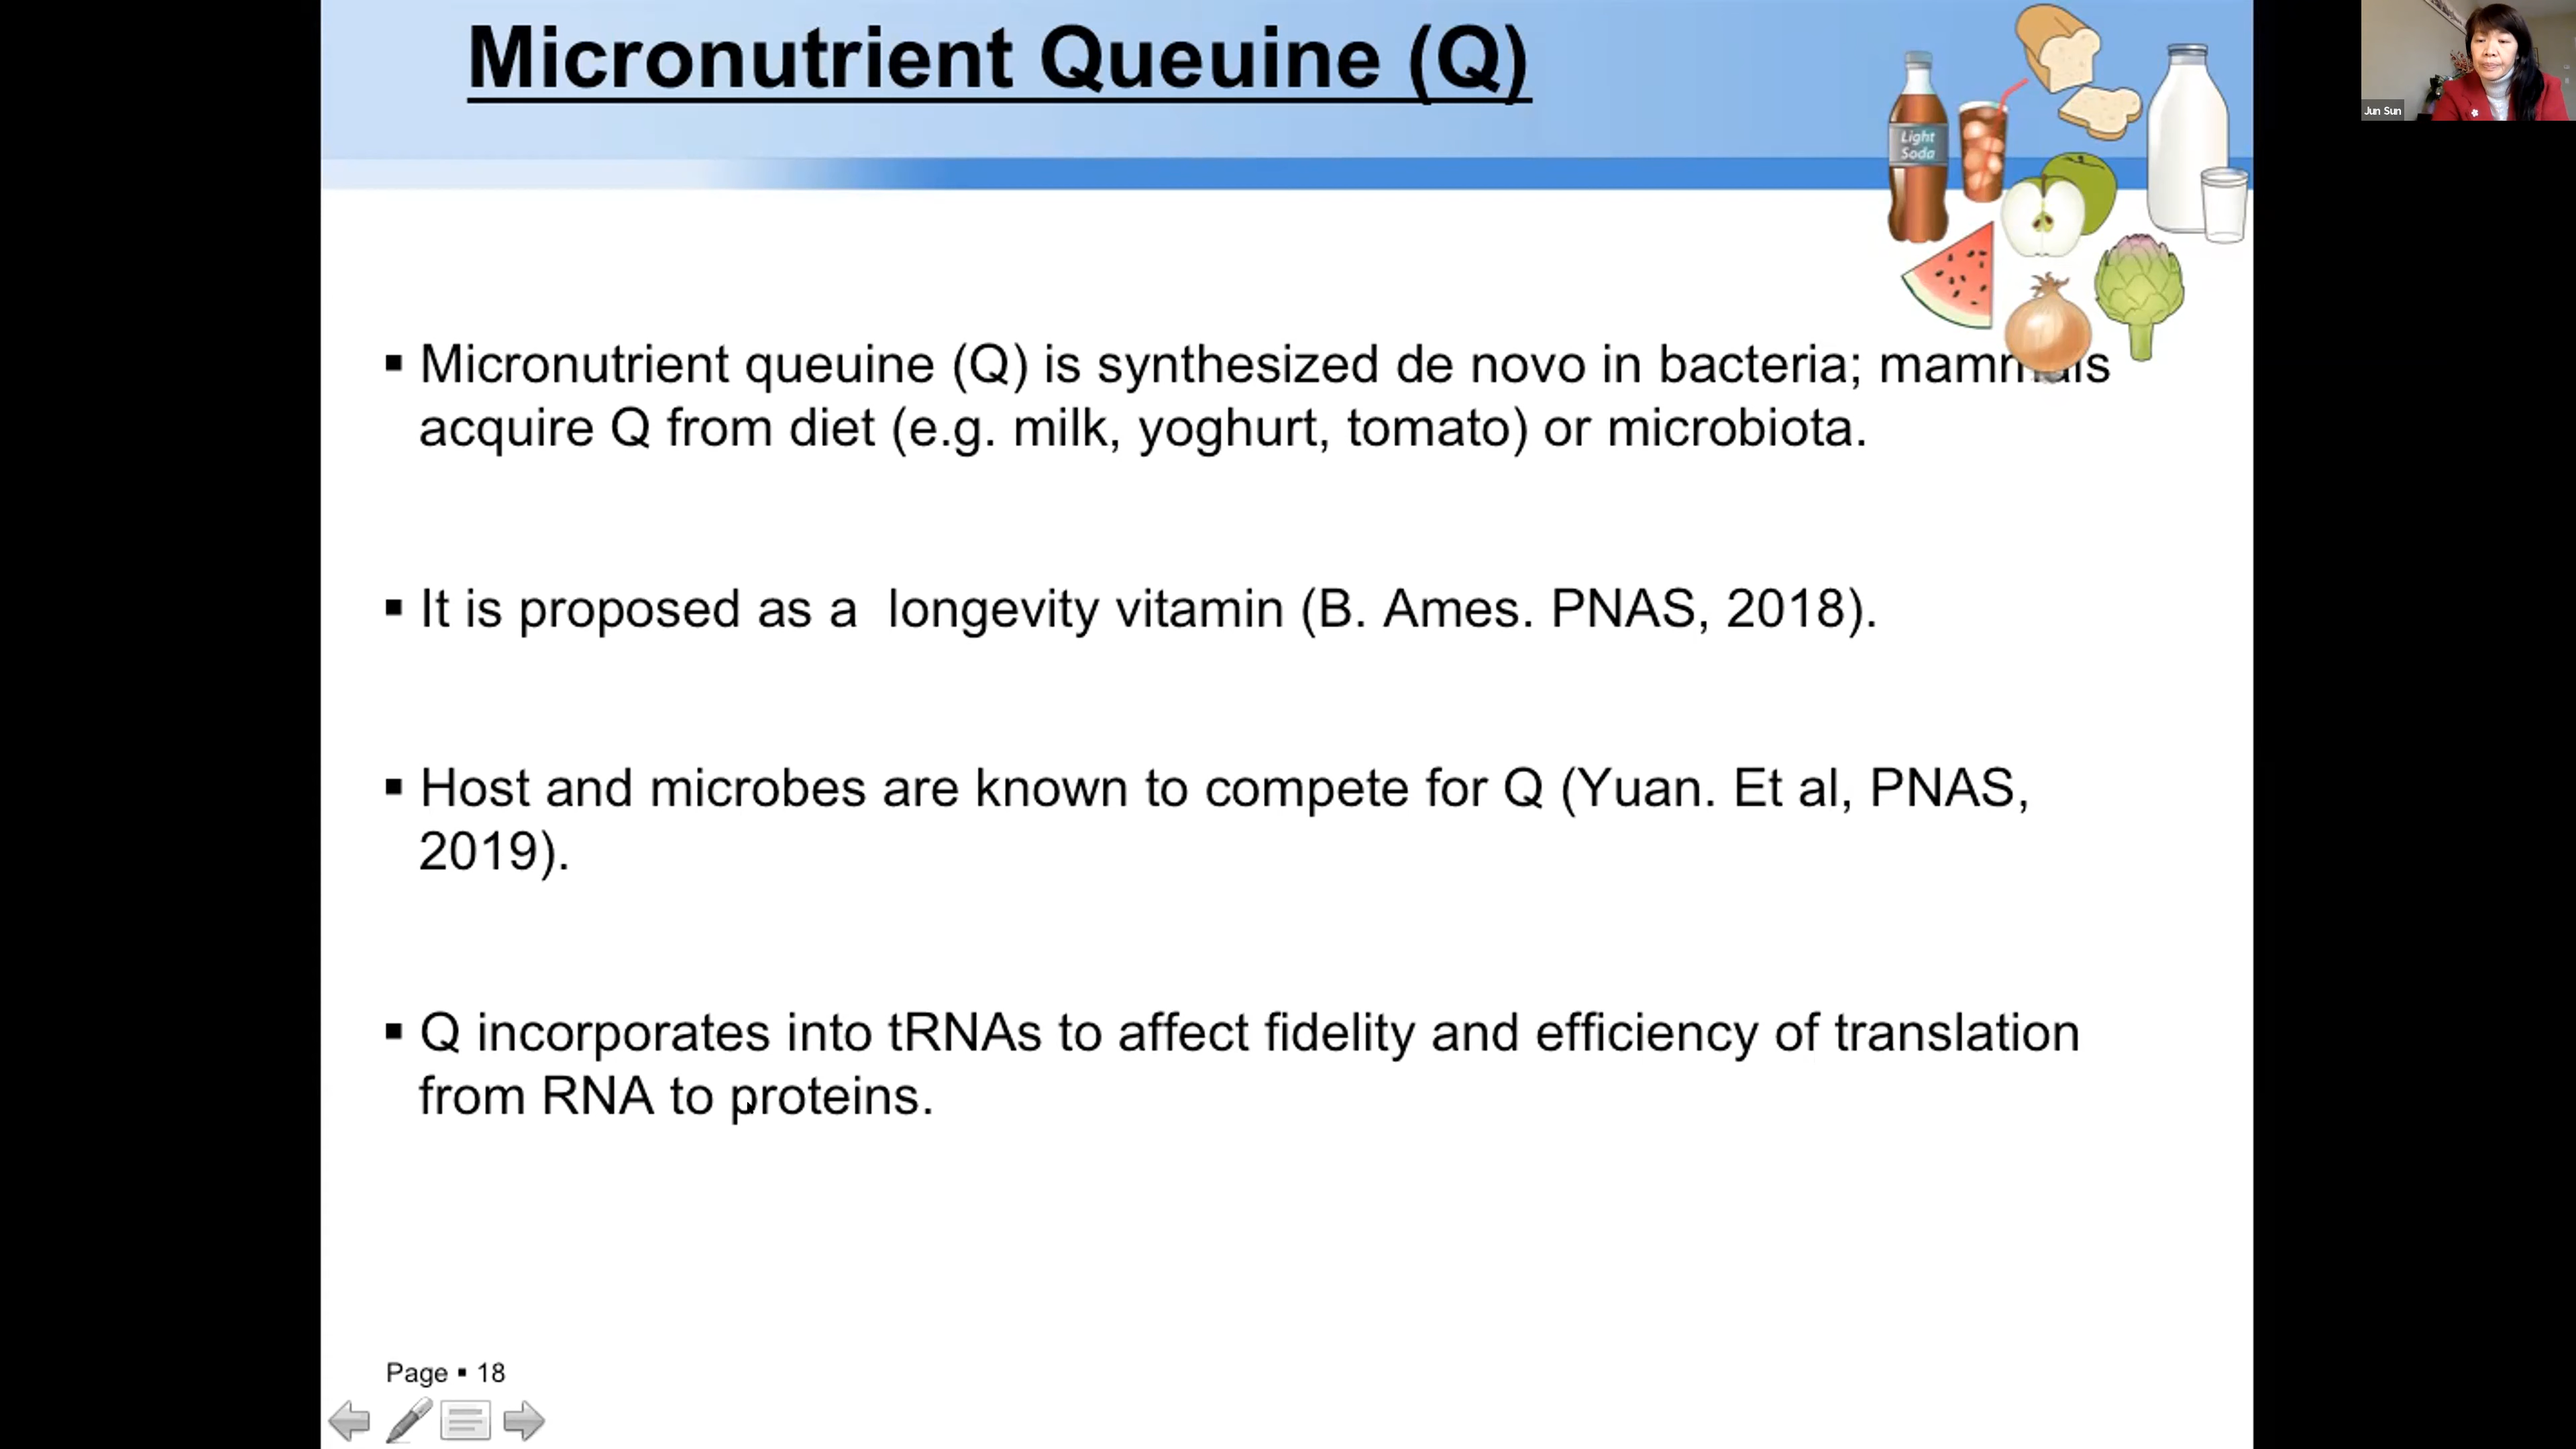 Micronutrient Queuine (Q)
Light
Soda
Jun Sun
▪ Micronutrient queuine (Q) is synthesized de novo in bacteria; mammals
acquire Q from diet (e.g. milk, yoghurt, tomato) or microbiota.
▪ It is proposed as a  longevity vitamin (B. Ames. PNAS, 2018).
▪ Host and microbes are known to compete for Q (Yuan. Et al, PNAS,
2019).
▪ Q incorporates into tRNAs to affect fidelity and efficiency of translation
from RNA to proteins.
Page ▪ 18